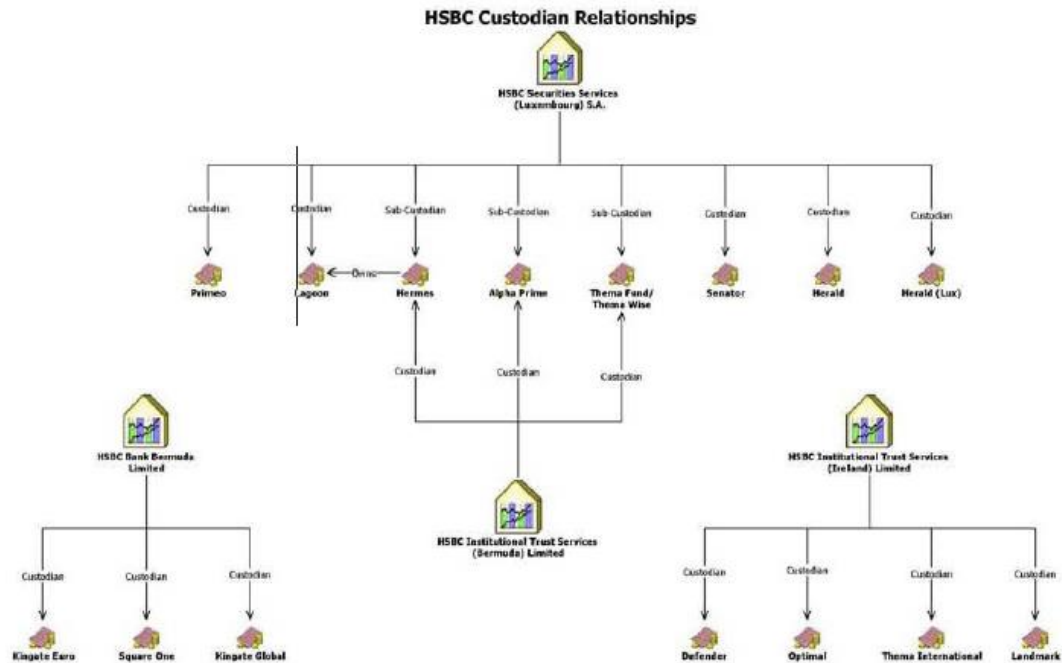 HSBC Custodian Relationships
HSBC Securities Services
(Luxembourg) S.A.
Custodian Custodian Sub-Custodian Sub-Custodian Sub-Custodian Custodian Custodian Custodian
Primeo Lagoon Owns Hermes Alpha Prime Thema Fund/ Senator Herald Herald (Lux)
Thema Wise
Custodian Custodian Custodian
HSBC Bank Bermuda
Limited
HSBC Institutional Trust Services
(Ireland) Limited
HSBC Institutional Trust Services
(Bermuda) Limited
Custodian Custodian Custodian
Custodian Custodian Custodian Custodian
Kingate Euro Square One Kingate Global
Defender Optimal Thema International Landmark